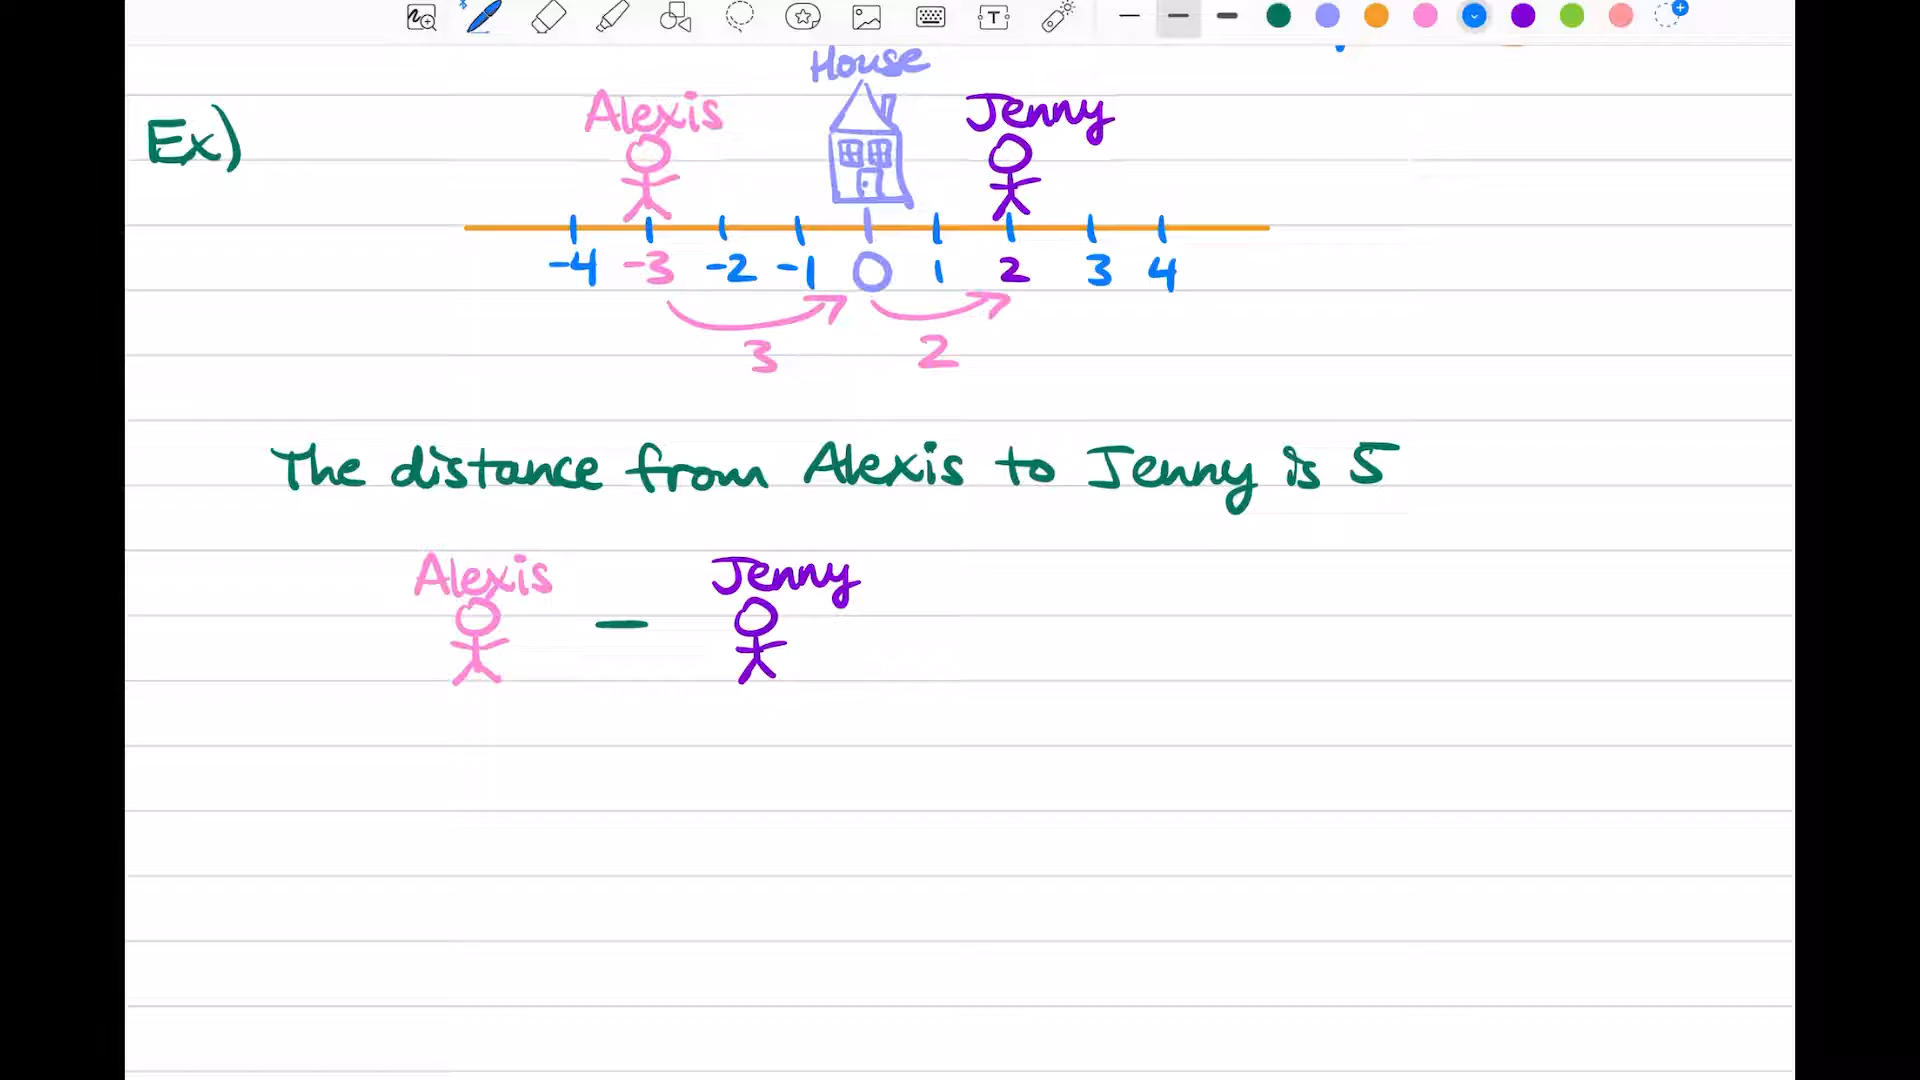 House
Ex) Alexis Jenny
-4 -3 -2 -1 0 1 2 3 4
3 2
The distance from Alexis to Jenny is 5
Alexis - Jenny